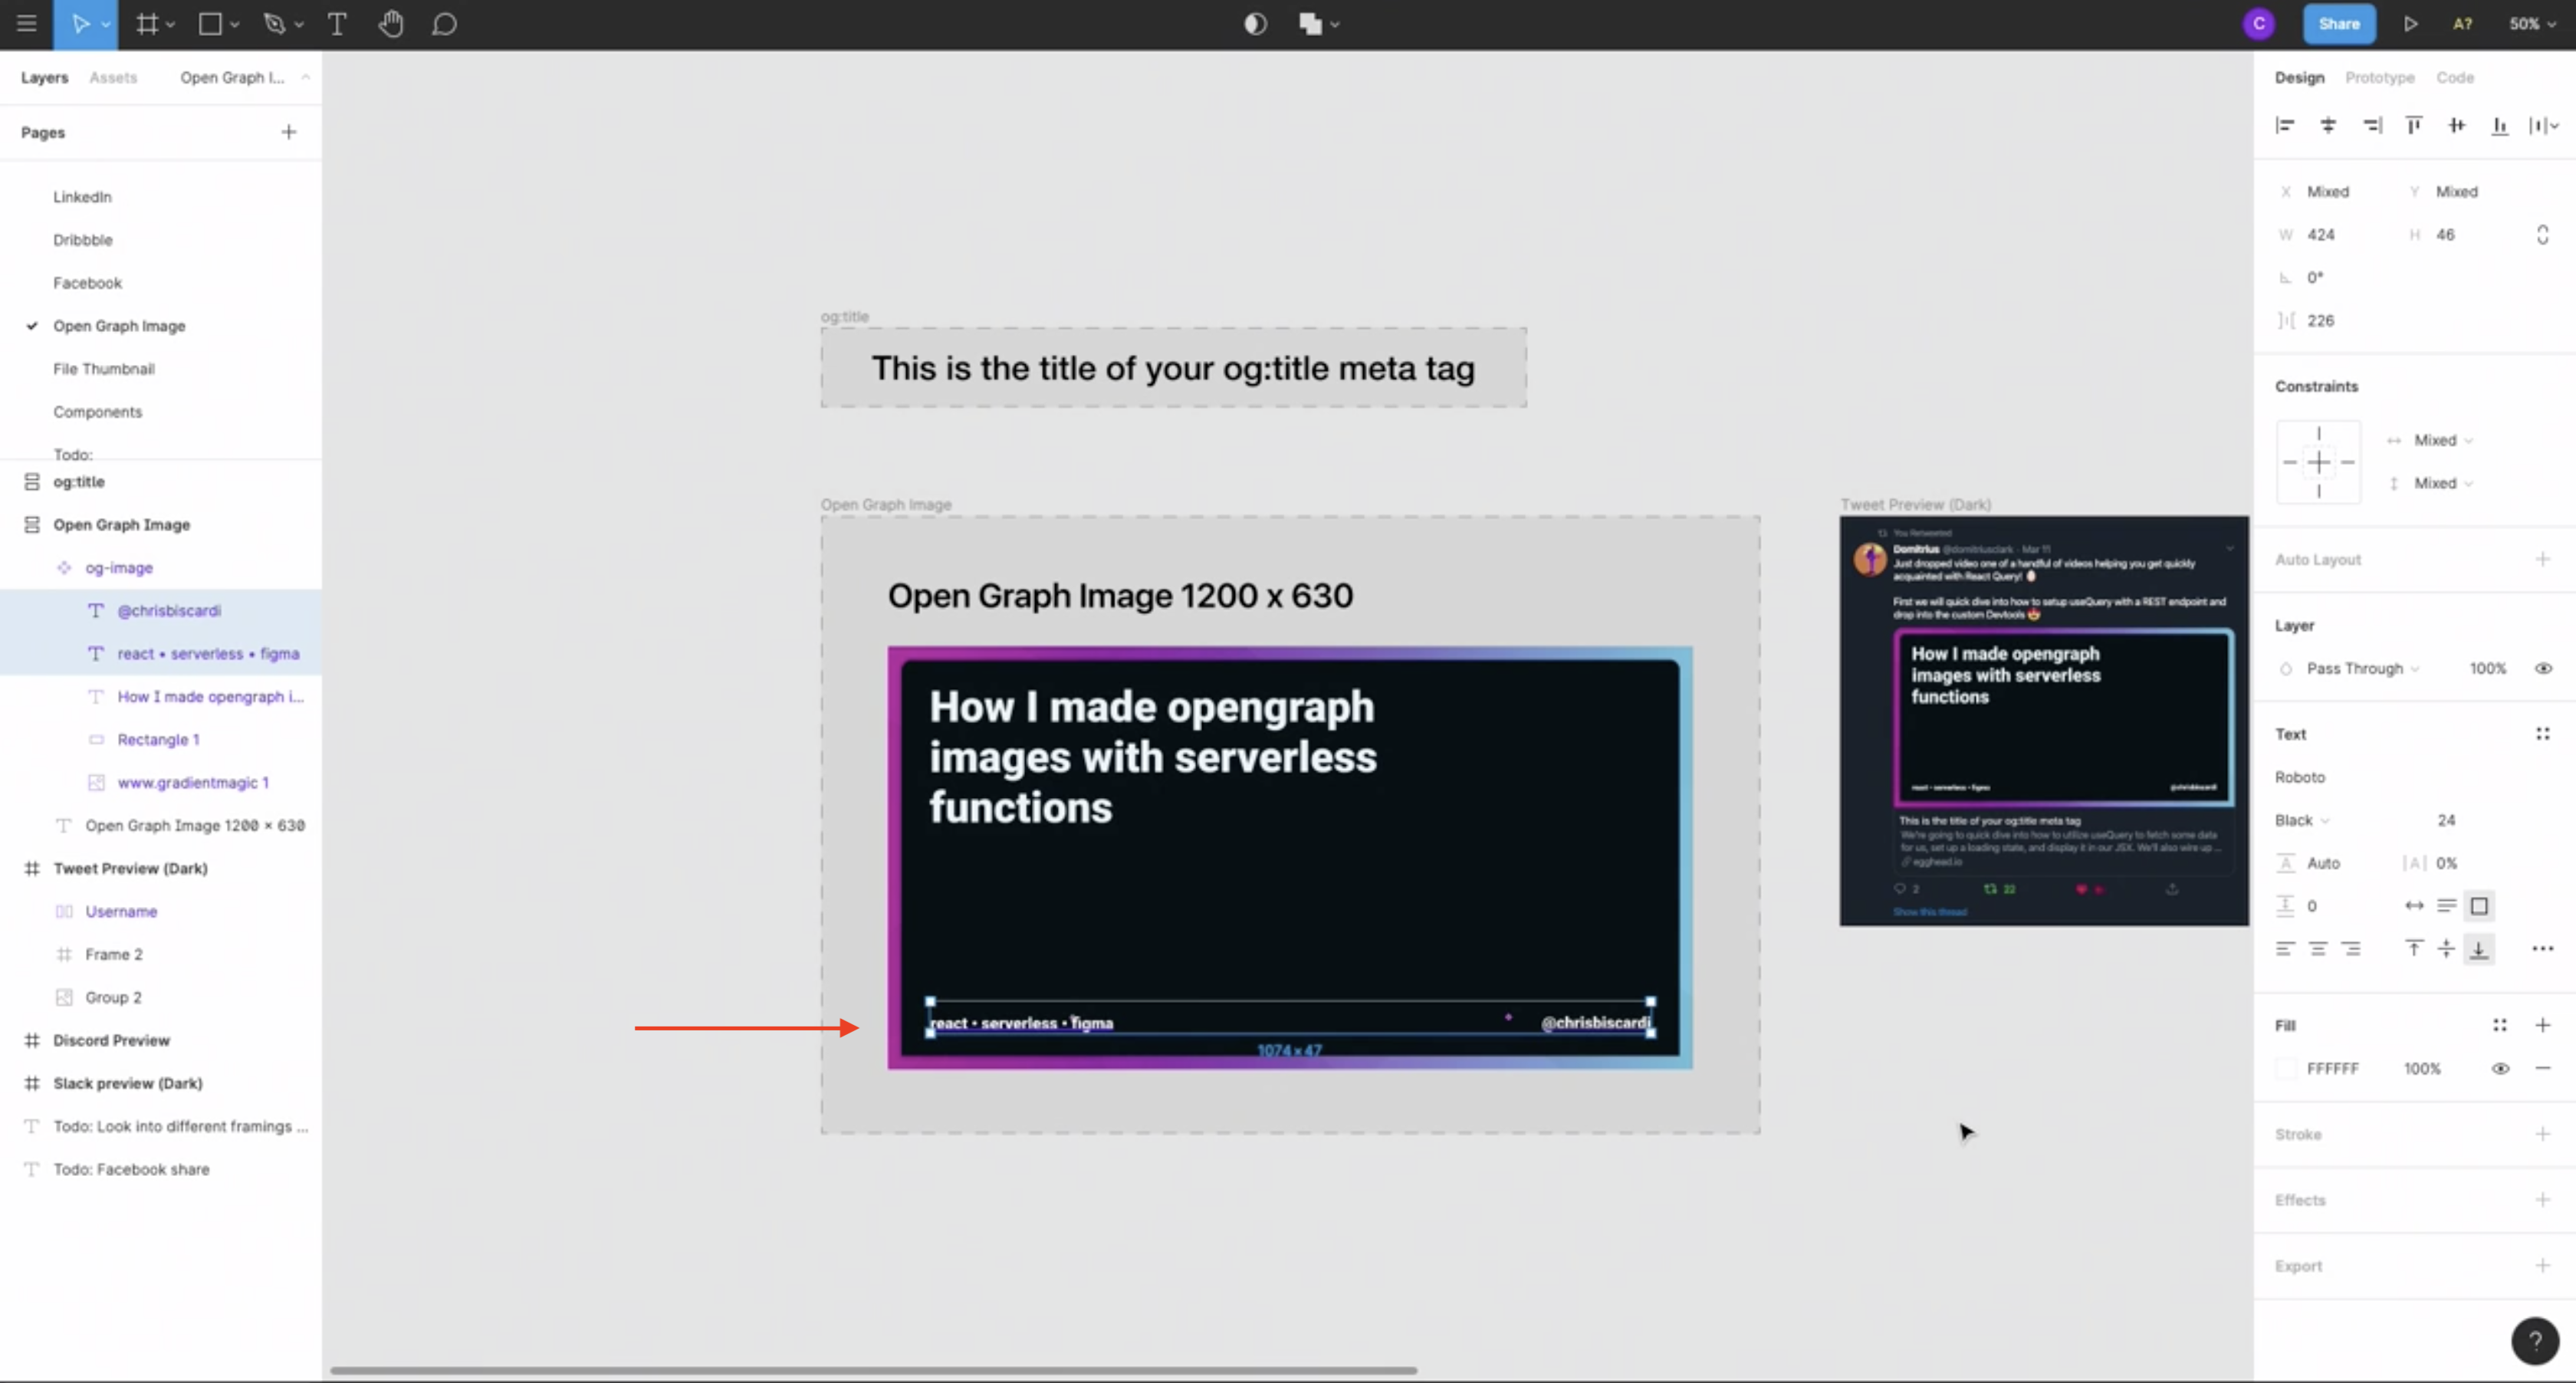 C
Share
A?
50%
Layers
Assets
Open Graph I...
Pages
LinkedIn
Dribbble
Facebook
Open Graph Image
File Thumbnail
Components
Todo:
og:title
Open Graph Image
og-image
@chrisbiscardi
react • serverless • figma
How I made opengraph i...
Rectangle 1
www.gradientmagic 1
Open Graph Image 1200 × 630
Tweet Preview (Dark)
Username
Frame 2
Group 2
Discord Preview
Slack preview (Dark)
Todo: Look into different framings ...
Todo: Facebook share
og:title
This is the title of your og:title meta tag
Open Graph Image
Open Graph Image 1200 x 630
How I made opengraph
images with serverless
functions
react • serverless • figma
@chrisbiscardi
1074 × 47
Tweet Preview (Dark)
You Retweeted
Domitrius @domitriusclark · Mar 11
Just dropped video one of a handful of videos helping you get quickly
acquainted with React Query!
First we will quick dive into how to setup useQuery with a REST endpoint and
drop into the custom Devtools
How I made opengraph
images with serverless
functions
react • serverless • figma
@chrisbiscardi
This is the title of your og:title meta tag
We're going to quick dive into how to utilize useQuery to fetch some data
for us, set up a loading state, and display it in our JSX. We'll also wire up ...
egghead.io
2
22
Show this thread
Design
Prototype
Code
X Mixed
Y Mixed
W 424
H 46
0°
226
Constraints
Mixed
Mixed
Auto Layout
Layer
Pass Through
100%
Text
Roboto
Black
24
Auto
0%
0
Fill
FFFFFF
100%
Stroke
Effects
Export
?